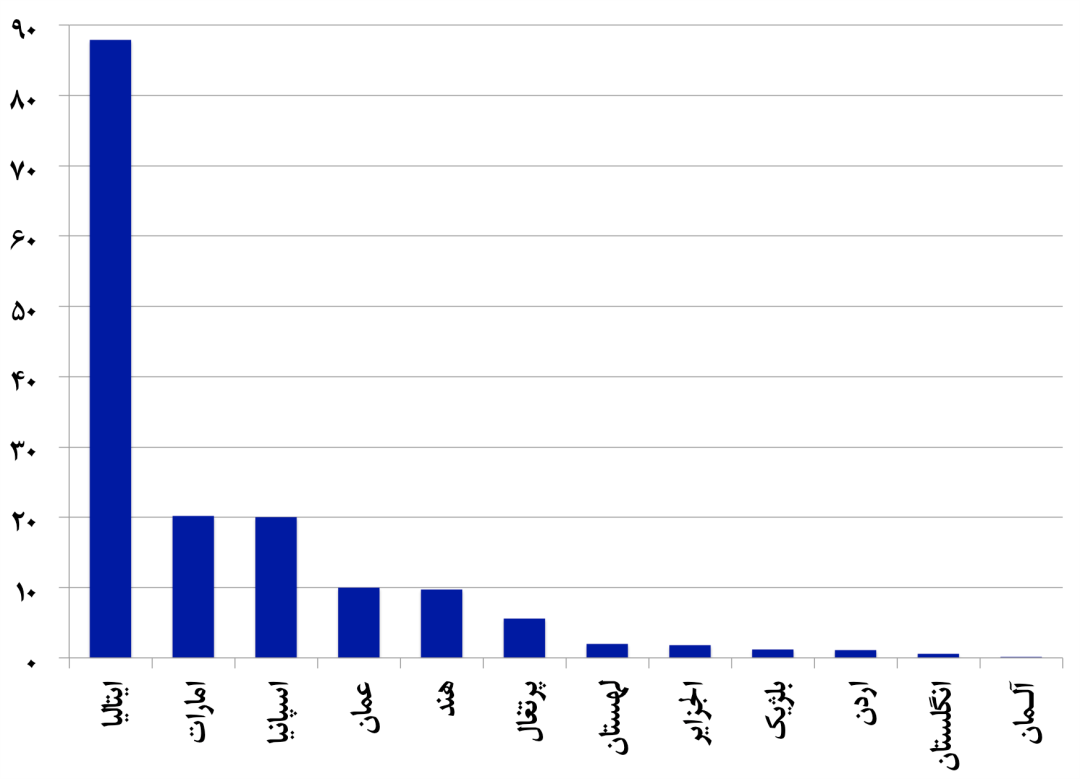 ۹۰
۸۰
۷۰
۶۰
۵۰
۴۰
۳۰
۲۰
۱۰
۰
ایتالیا
امارات
اسپانیا
عمان
هند
پرتغال
لهستان
الجزایر
بلژیک
اردن
انگلستان
آلمان